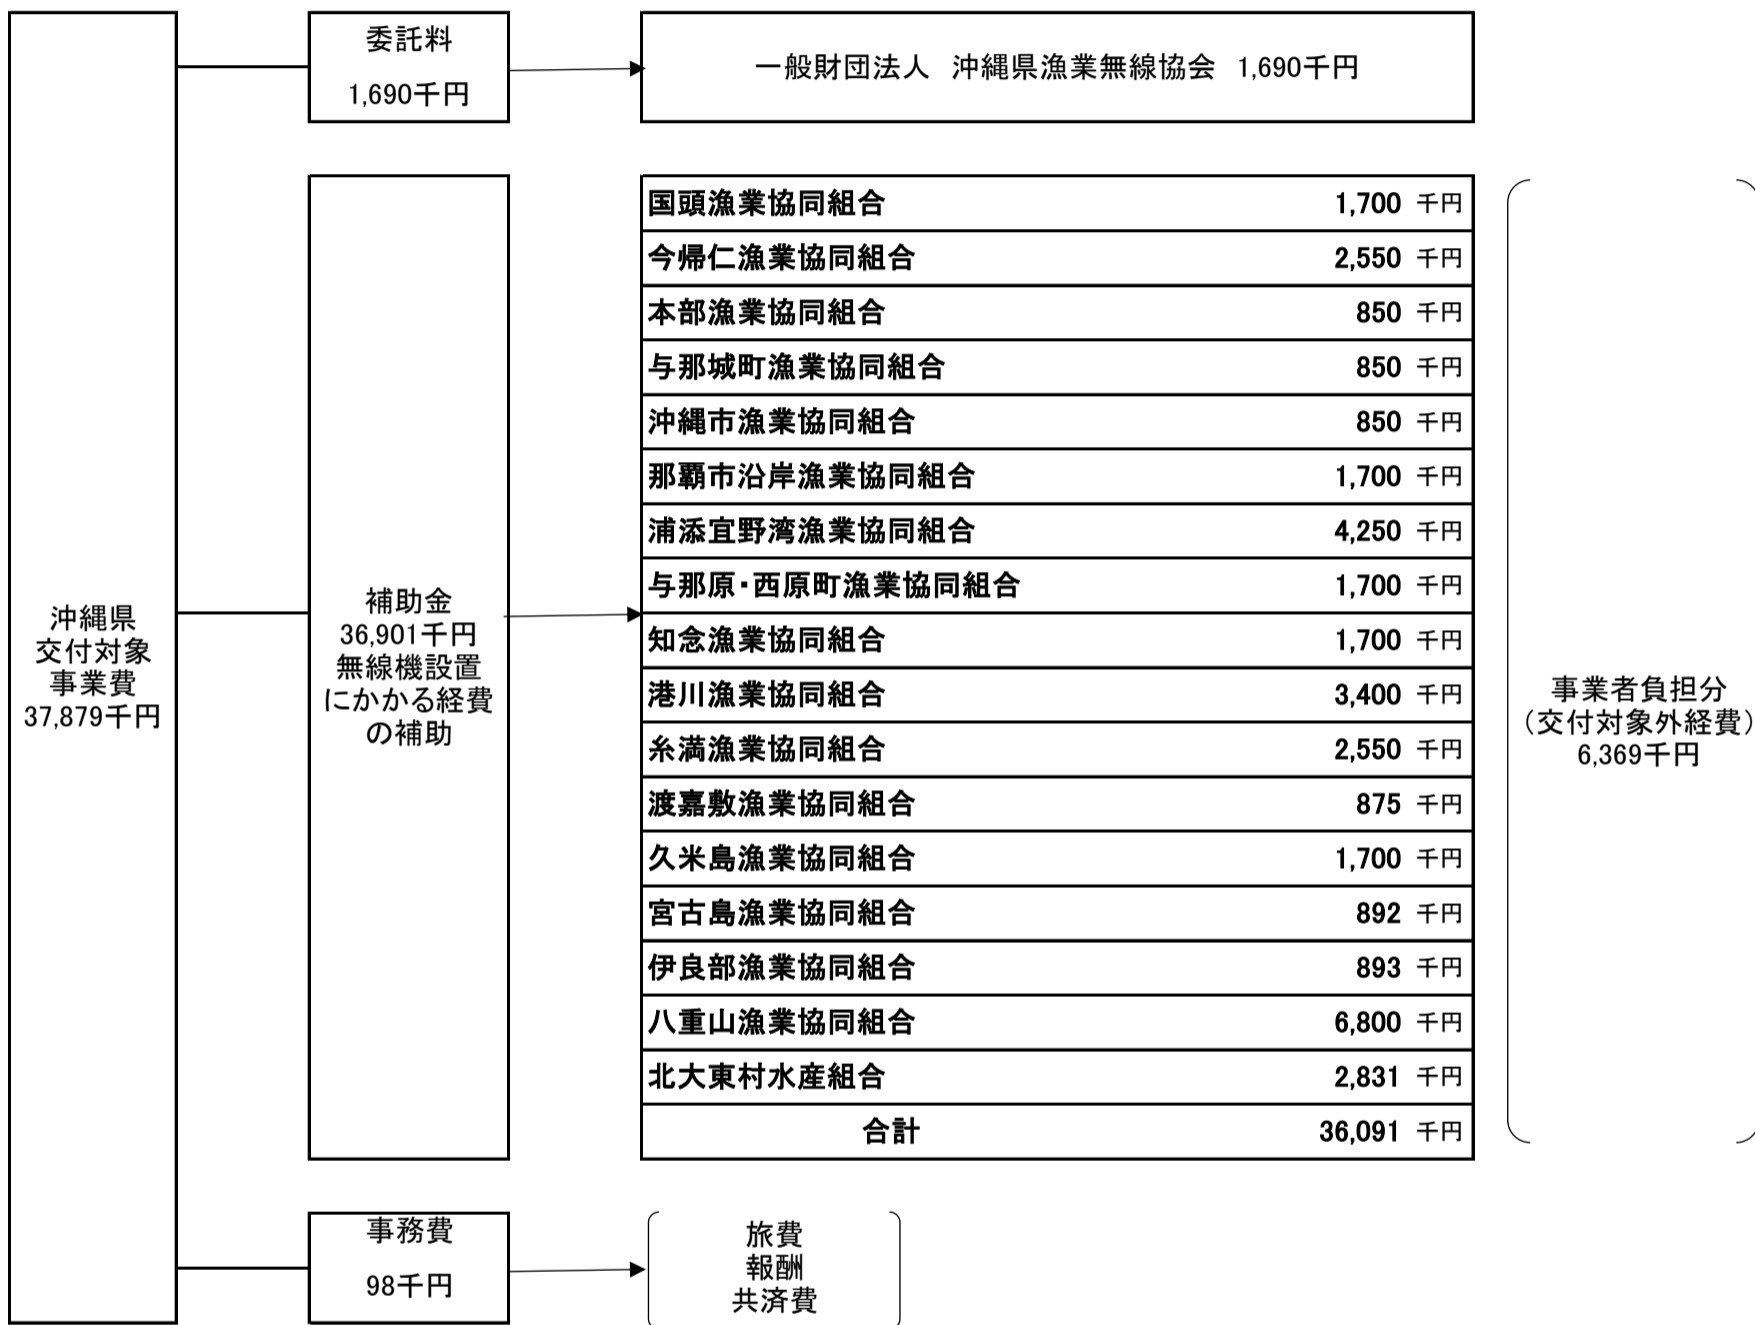 沖縄県
交付対象
事業費
37,879千円
委託料
1,690千円
一般財団法人 沖縄県漁業無線協会 1,690千円
補助金
36,901千円
無線機設置
にかかる経費
の補助
国頭漁業協同組合 1,700 千円
今帰仁漁業協同組合 2,550 千円
本部漁業協同組合 850 千円
与那城町漁業協同組合 850 千円
沖縄市漁業協同組合 850 千円
那覇市沿岸漁業協同組合 1,700 千円
浦添宜野湾漁業協同組合 4,250 千円
与那原・西原町漁業協同組合 1,700 千円
知念漁業協同組合 1,700 千円
港川漁業協同組合 3,400 千円
糸満漁業協同組合 2,550 千円
渡嘉敷漁業協同組合 875 千円
久米島漁業協同組合 1,700 千円
宮古島漁業協同組合 892 千円
伊良部漁業協同組合 893 千円
八重山漁業協同組合 6,800 千円
北大東村水産組合 2,831 千円
合計 36,091 千円
事業者負担分
（交付対象外経費）
6,369千円
事務費
98千円
旅費
報酬
共済費